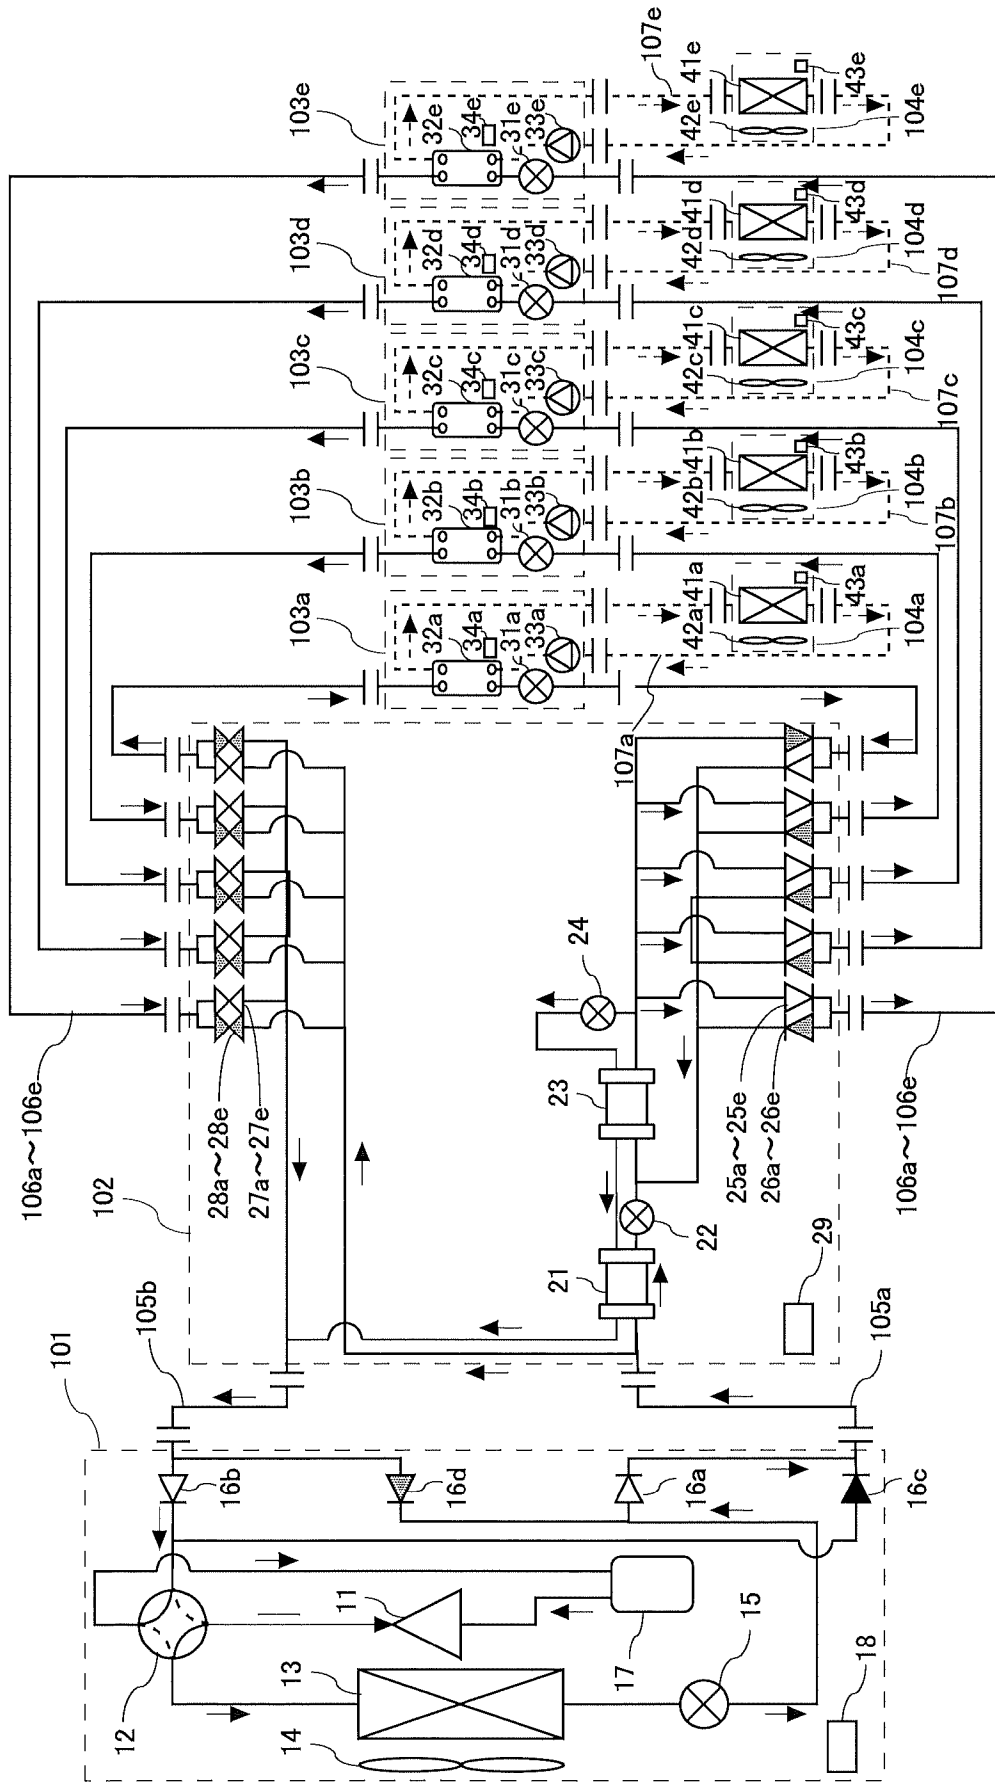 103e
32e
34e
31e
33e
107e
41e
42e
43e
104e
103d
32d
34d
31d
33d
41d
42d
43d
104d
107d
103c
32c
34c
31c
33c
41c
42c
43c
104c
107c
103b
32b
34b
31b
33b
41b
42b
43b
104b
107b
103a
32a
34a
31a
33a
41a
42a
43a
104a
107a
106a～106e
102
28a～28e
27a～27e
24
23
22
21
25a～25e
26a～26e
106a～106e
29
101
105b
105a
16b
16d
16a
16c
12
11
13
14
17
15
18